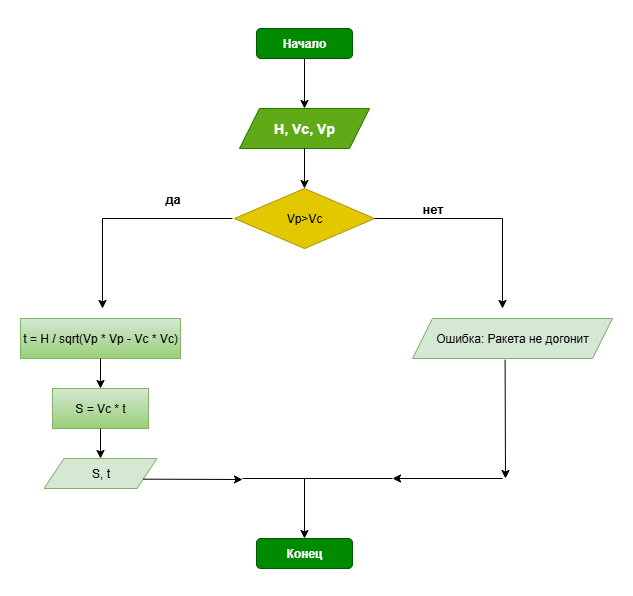 Начало
H, Vc, Vp
да
Vp>Vc
нет
t = H / sqrt(Vp * Vp - Vc * Vc)
Ошибка: Ракета не догонит
S = Vc * t
S, t
Конец